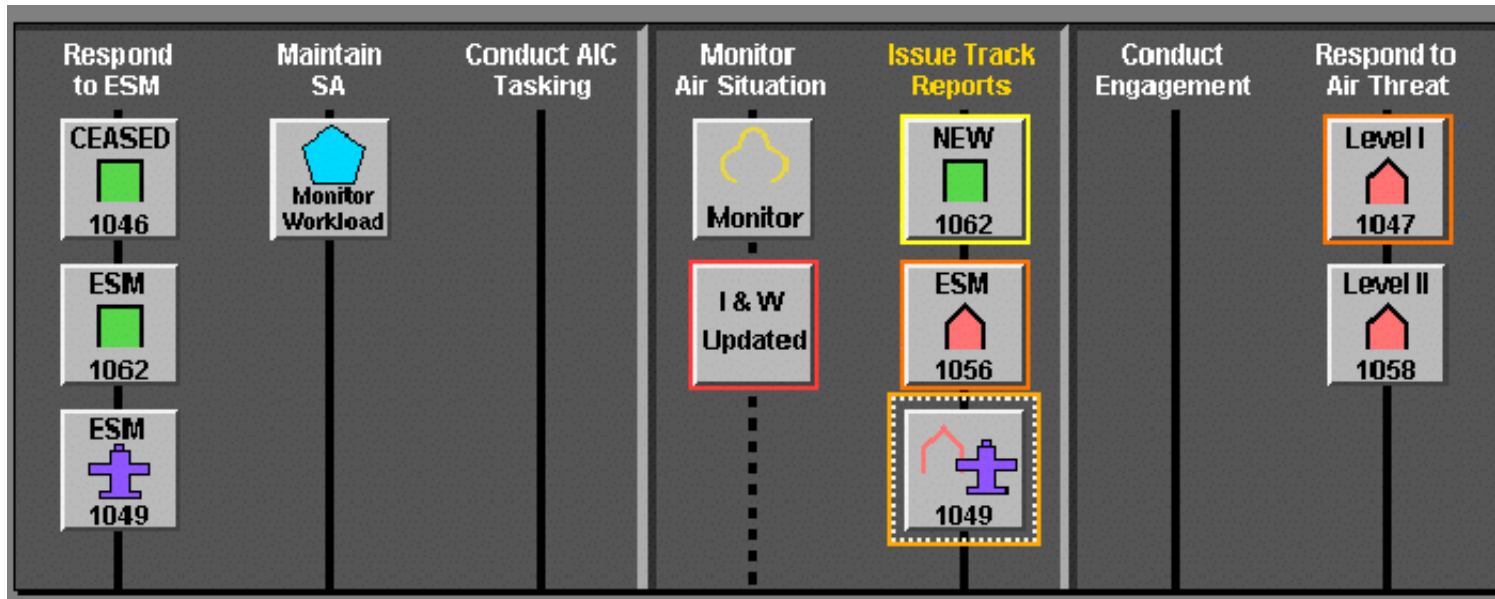 Respond
to ESM
Maintain
SA
Conduct AIC
Tasking
Monitor
Air Situation
Issue Track
Reports
Conduct
Engagement
Respond to
Air Threat
CEASED
1046
Monitor
Workload
Monitor
NEW
1062
Level I
1047
ESM
1062
I & W
Updated
ESM
1056
Level II
1058
ESM
1049
1049